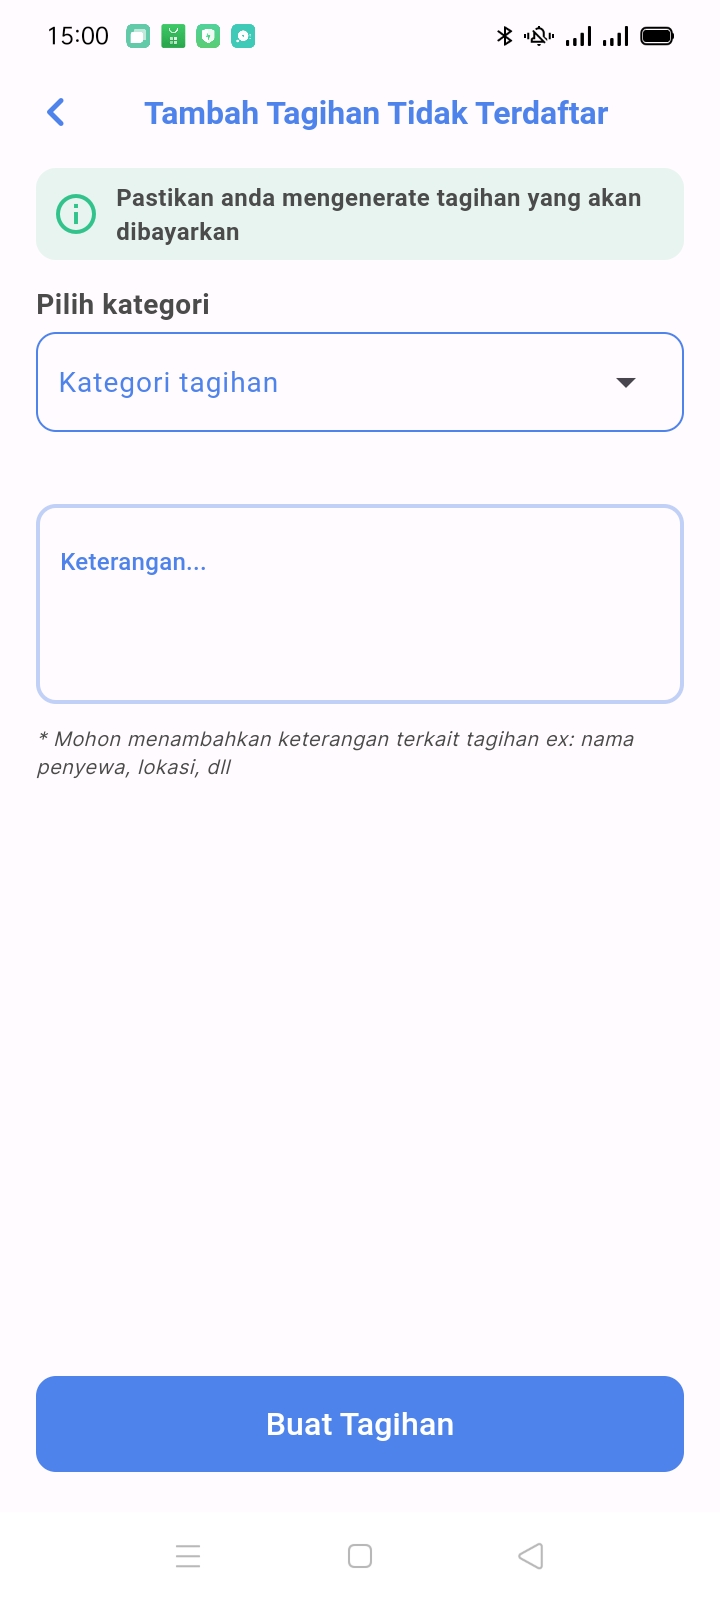 15:00
Tambah Tagihan Tidak Terdaftar
Pastikan anda mengenerate tagihan yang akan
dibayarkan
Pilih kategori
Kategori tagihan
Keterangan...
* Mohon menambahkan keterangan terkait tagihan ex: nama
penyewa, lokasi, dll
Buat Tagihan